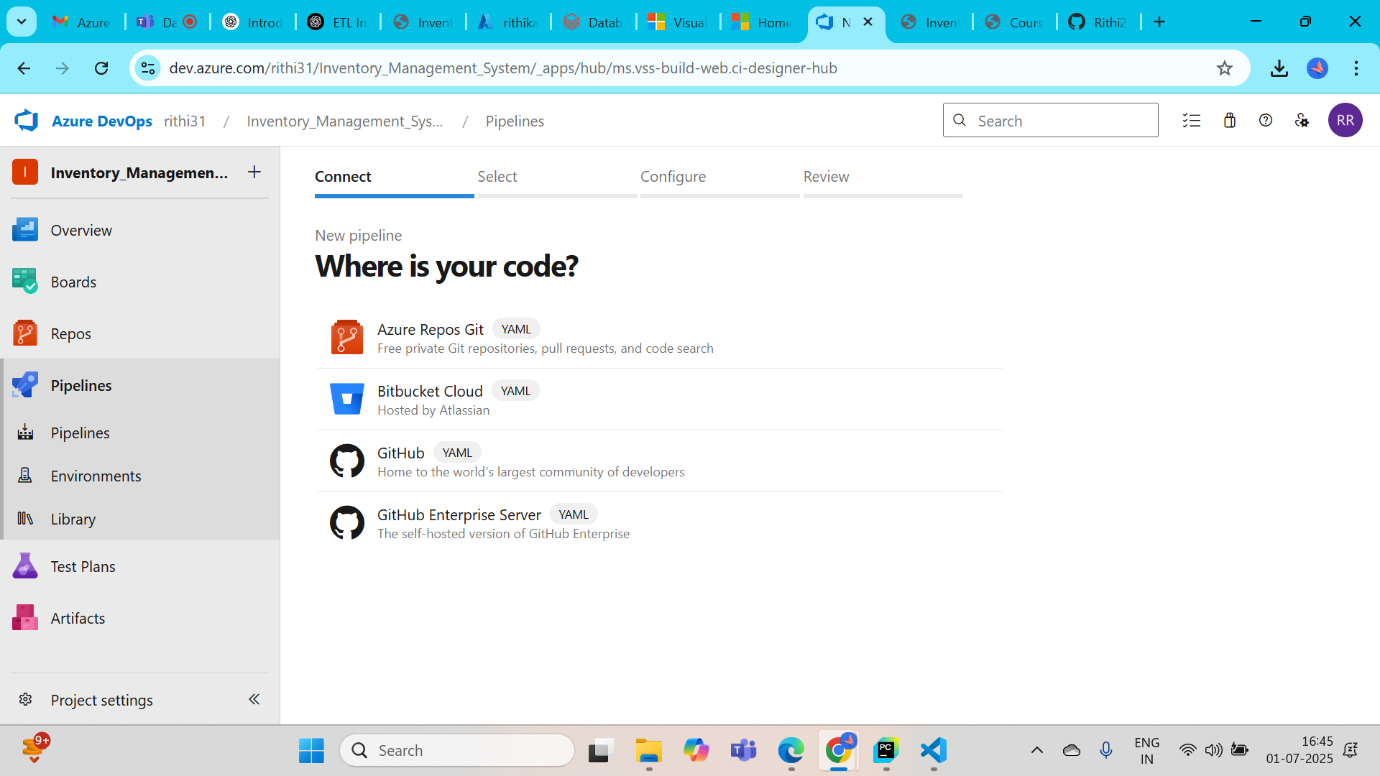 Azure
Da
Introd
ETL In
Invent
rithika
Datab
Visual
Home
N
Invent
Cours
Rithi2
dev.azure.com/rithi31/Inventory_Management_System/_apps/hub/ms.vss-build-web.ci-designer-hub
Azure DevOps rithi31 / Inventory_Management_Sys... / Pipelines
Search
RR
I Inventory_Managemen...
Overview
Boards
Repos
Pipelines
Pipelines
Environments
Library
Test Plans
Artifacts
Project settings
Connect Select Configure Review
New pipeline
Where is your code?
Azure Repos Git YAML
Free private Git repositories, pull requests, and code search
Bitbucket Cloud YAML
Hosted by Atlassian
GitHub YAML
Home to the world's largest community of developers
GitHub Enterprise Server YAML
The self-hosted version of GitHub Enterprise
9+
Search
PC
ENG
IN
16:45
01-07-2025